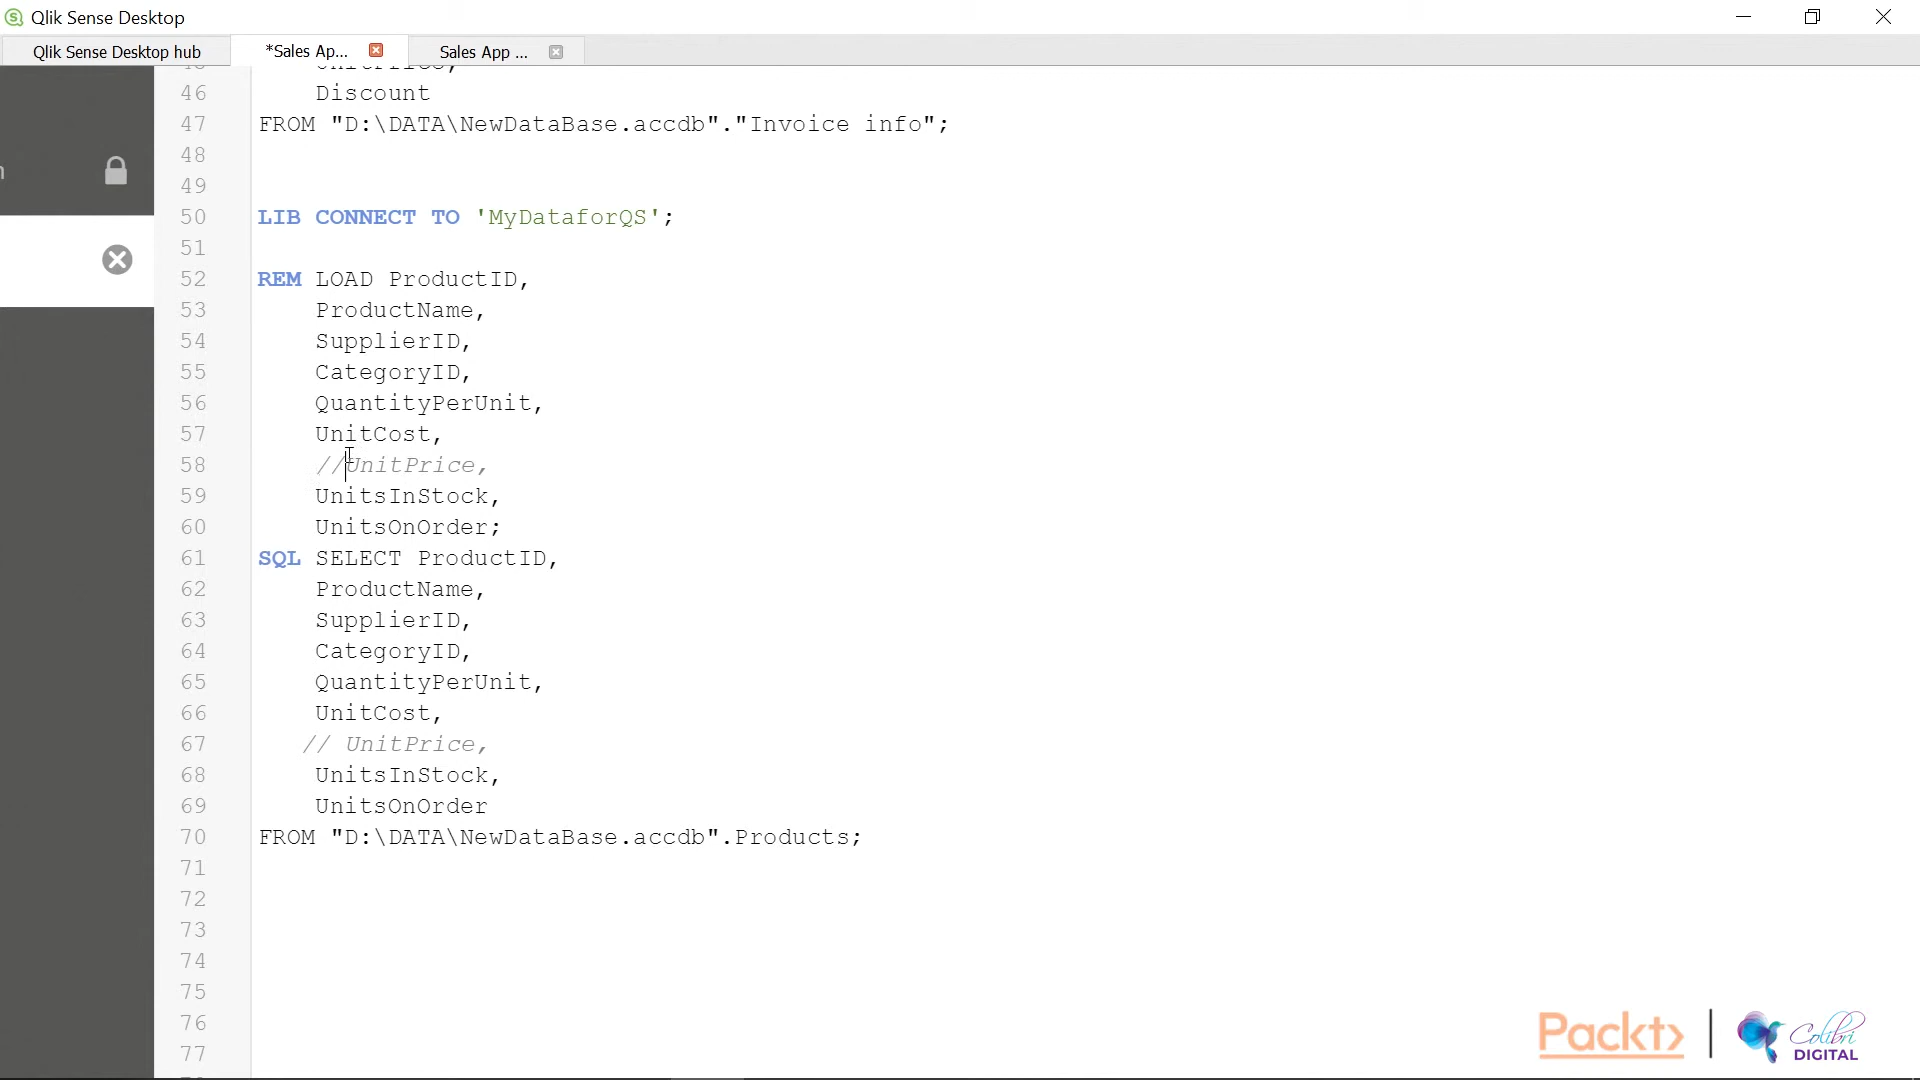 Qlik Sense Desktop
Qlik Sense Desktop hub
*Sales Ap...
Sales App ...
46 Discount
47 FROM "D:\DATA\NewDataBase.accdb"."Invoice info";
48
49
50 LIB CONNECT TO 'MyDataforQS';
51
52 REM LOAD ProductID,
53 ProductName,
54 SupplierID,
55 CategoryID,
56 QuantityPerUnit,
57 UnitCost,
58 //UnitPrice,
59 UnitsInStock,
60 UnitsOnOrder;
61 SQL SELECT ProductID,
62 ProductName,
63 SupplierID,
64 CategoryID,
65 QuantityPerUnit,
66 UnitCost,
67 // UnitPrice,
68 UnitsInStock,
69 UnitsOnOrder
70 FROM "D:\DATA\NewDataBase.accdb".Products;
71
72
73
74
75
76
77
Packt>
Colibri
DIGITAL